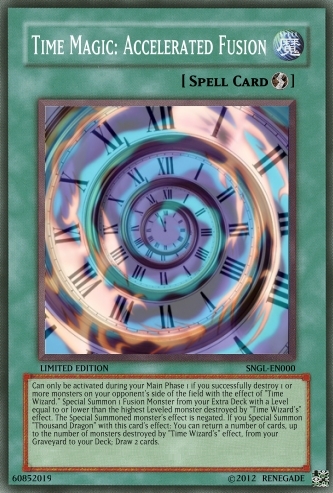 Time Magic: Accelerated Fusion 魔
[ Spell Card ]
LIMITED EDITION SNGL-EN000
Can only be activated during your Main Phase 1 if you successfully destroy 1 or
more monsters on your opponent's side of the field with the effect of "Time
Wizard." Special Summon 1 Fusion Monster from your Extra Deck with a Level
equal to or lower than the highest Leveled monster destroyed by "Time Wizard's"
effect. The Special Summoned monster's effect is negated. If you Special Summon
"Thousand Dragon" with this card's effect: You can return a number of cards, up
to the number of monsters destroyed by "Time Wizard's" effect, from your
Graveyard to your Deck; Draw 2 cards.
60852019 ©2012 RENEGADE